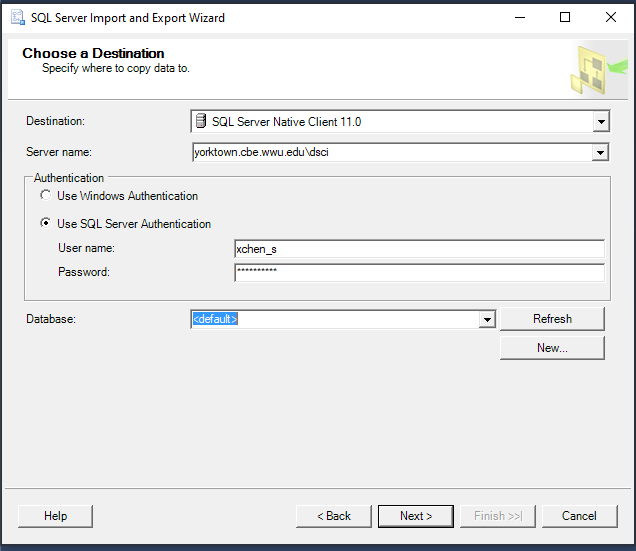 SQL Server Import and Export Wizard
Choose a Destination
Specify where to copy data to.
Destination:
SQL Server Native Client 11.0
Server name:
yorktown.cbe.wwu.edu\dsci
Authentication
Use Windows Authentication
Use SQL Server Authentication
User name:
xchen_s
Password:
**********
Database:
<default>
Refresh
New...
Help
< Back
Next >
Finish >>|
Cancel